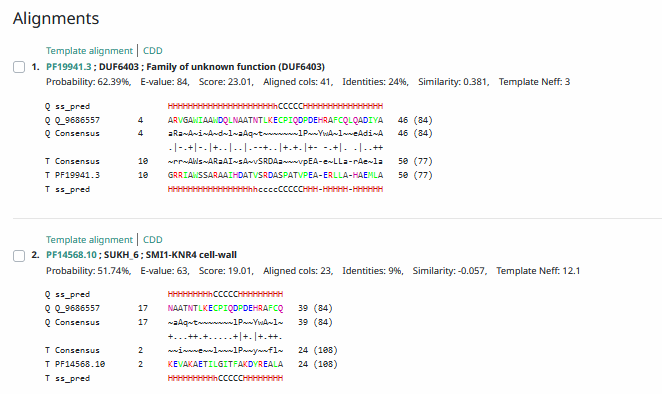 Alignments
Template alignment | CDD
1. PF19941.3 ; DUF6403 ; Family of unknown function (DUF6403)
Probability: 62.39%, E-value: 84, Score: 23.01, Aligned cols: 41, Identities: 24%, Similarity: 0.381, Template Neff: 3
Q ss_pred HHHHHHHHHHHHHHHHHHHHHhCCCCCHHHHHHHHHHHHHHHH
Q Q_9686557 4 ARVGAWIAAWDQLNAATNTLKECPIQDPDEHRAFCQLQADIYA 46 (84)
Q Consensus 4 aRa~A~i~A~d~l~aAq~t~~~~~~~lP~~YwA~l~~eAdi~A 46 (84)
.|-.+|-.|+..|..|.--+..|.+.|+- -.+|. .|..++
T Consensus 10 ~rr~AWs~ARaAI~sA~vSRDAa~~~vpEA-e~LLa-rAe~la 50 (77)
T PF19941.3 10 GRRIAWSSARAAIHDATVSRDASPATVPEA-ERLLA-HAEMLA 50 (77)
T ss_pred HHHHHHHHHHHHHHHHHhhccccCCCCCHHH-HHHHH-HHHHHH
Template alignment | CDD
2. PF14568.10 ; SUKH_6 ; SMI1-KNR4 cell-wall
Probability: 51.74%, E-value: 63, Score: 19.01, Aligned cols: 23, Identities: 9%, Similarity: -0.057, Template Neff: 12.1
Q ss_pred HHHHHHHHhCCCCCHHHHHHHHH
Q Q_9686557 17 NAATNTLKECPIQDPDEHRAFCQ 39 (84)
Q Consensus 17 ~aAq~t~~~~~~~lP~~YwA~l~ 39 (84)
+...++.+.....+|+|.+|.++.
T Consensus 2 ~~i~~~e~~l~~~lP~~y~~fl~ 24 (108)
T PF14568.10 2 KEVAKAETILGITFAKDYREALA 24 (108)
T ss_pred HHHHHHHHhCCCCCHHHHHHHHH